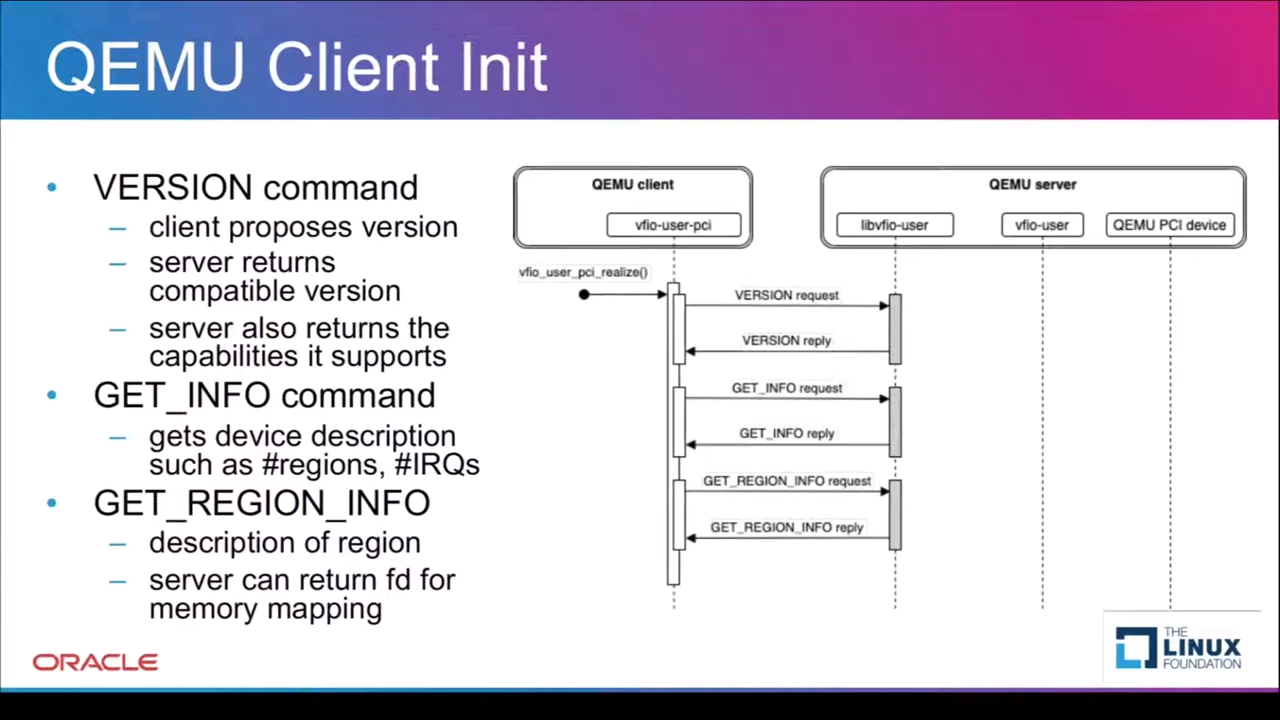 QEMU Client Init
• VERSION command
– client proposes version
– server returns
compatible version
– server also returns the
capabilities it supports
• GET_INFO command
– gets device description
such as #regions, #IRQs
• GET_REGION_INFO
– description of region
– server can return fd for
memory mapping
QEMU client
vfio-user-pci
QEMU server
libvfio-user
vfio-user
QEMU PCI device
vfio_user_pci_realize()
VERSION request
VERSION reply
GET_INFO request
GET_INFO reply
GET_REGION_INFO request
GET_REGION_INFO reply
ORACLE
THE
LINUX
FOUNDATION